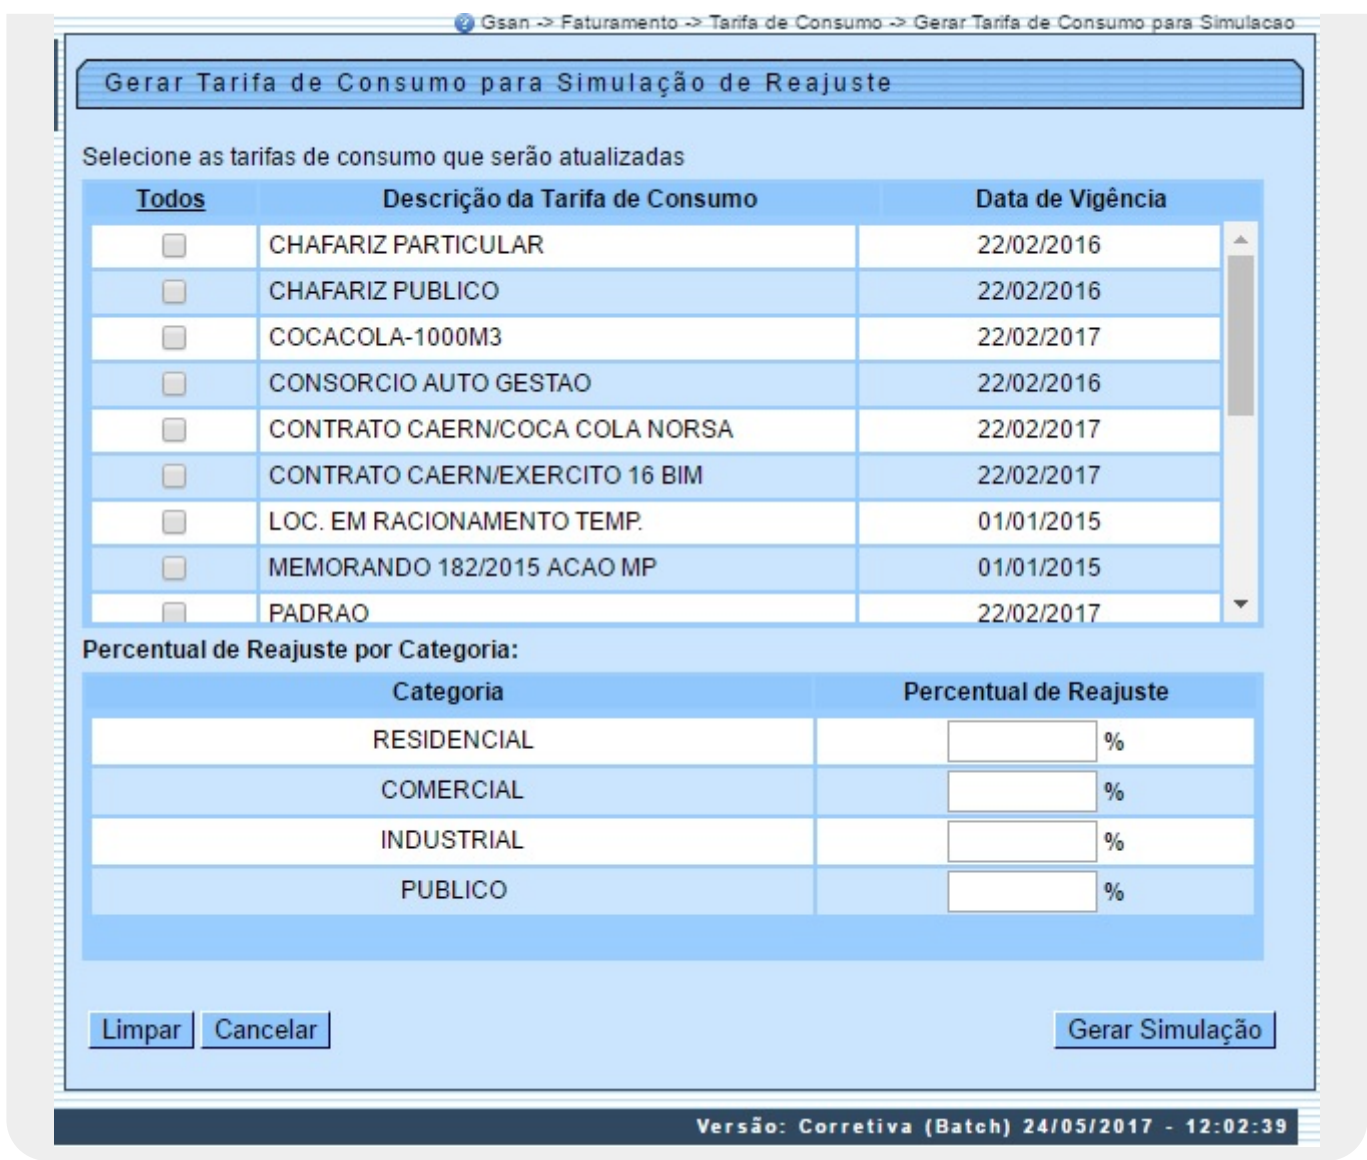 Gsan -> Faturamento -> Tarifa de Consumo -> Gerar Tarifa de Consumo para Simulacao
Gerar Tarifa de Consumo para Simulação de Reajuste
Selecione as tarifas de consumo que serão atualizadas
Todos Descrição da Tarifa de Consumo Data de Vigência
CHAFARIZ PARTICULAR 22/02/2016
CHAFARIZ PUBLICO 22/02/2016
COCACOLA-1000M3 22/02/2017
CONSORCIO AUTO GESTAO 22/02/2016
CONTRATO CAERN/COCA COLA NORSA 22/02/2017
CONTRATO CAERN/EXERCITO 16 BIM 22/02/2017
LOC. EM RACIONAMENTO TEMP. 01/01/2015
MEMORANDO 182/2015 ACAO MP 01/01/2015
PADRAO 22/02/2017
Percentual de Reajuste por Categoria:
Categoria Percentual de Reajuste
RESIDENCIAL %
COMERCIAL %
INDUSTRIAL %
PUBLICO %
Limpar Cancelar Gerar Simulação
Versão: Corretiva (Batch) 24/05/2017 - 12:02:39